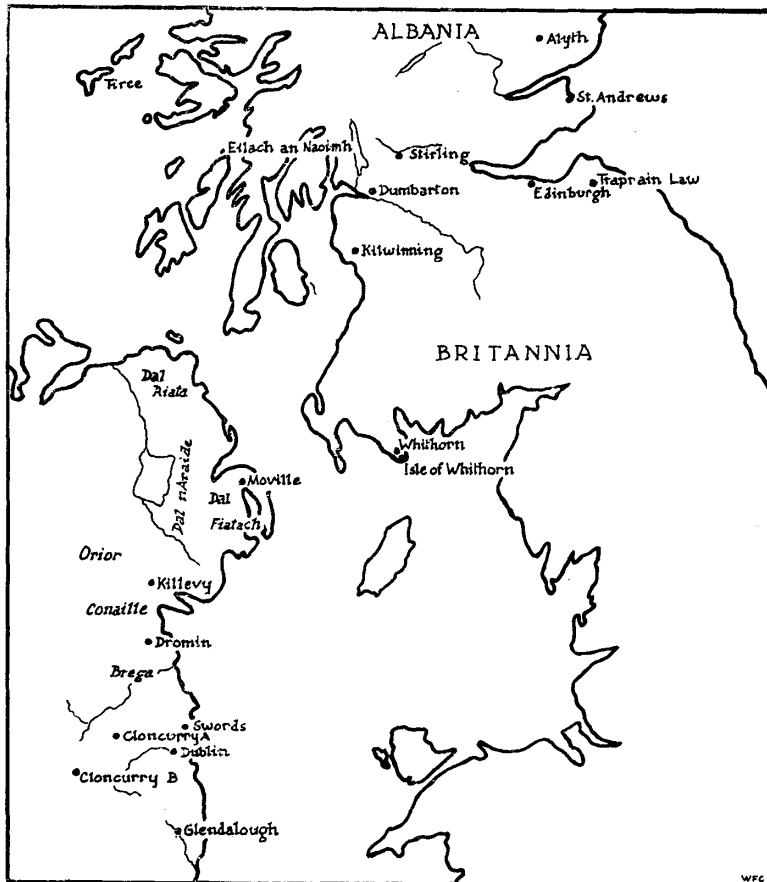 ALBANIA
Alyth
Tiree
St. Andrews
Eilach an Naoimh
Stirling
Dumbarton
Edinburgh
Traprain Law
Kilwinning
BRITANNIA
Dal
Riata
Whithorn
Isle of Whithorn
Moville
Dal nAraide
Dal
Fiatach
Orior
Killevy
Conaille
Dromin
Brega
Swords
Cloncurry A
Dublin
Cloncurry B
Glendalough
WFC